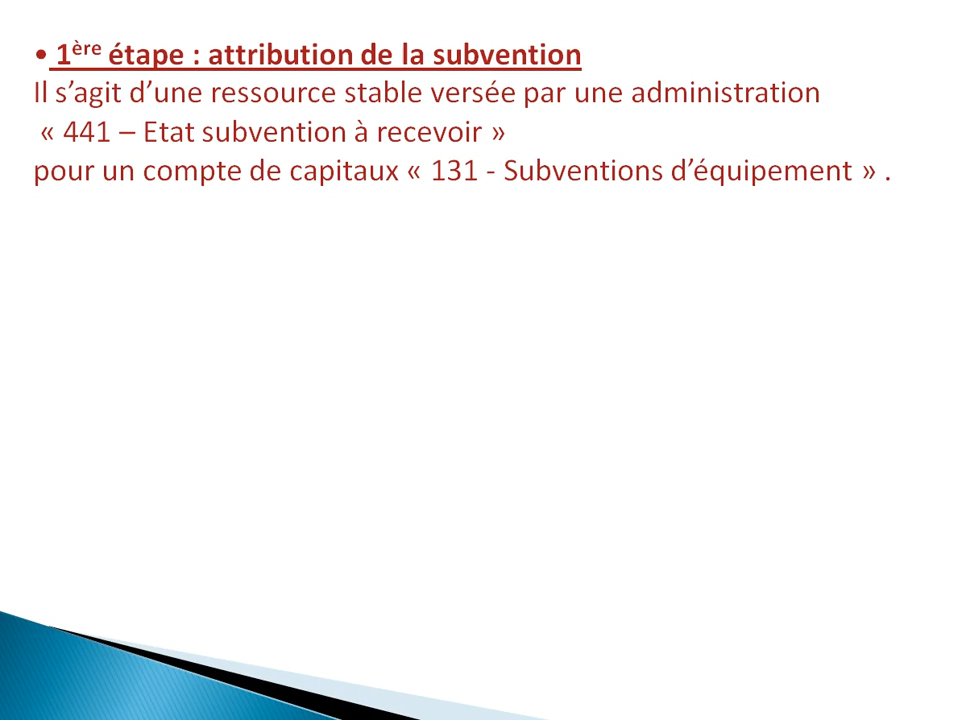 • 1ère étape : attribution de la subvention
Il s’agit d’une ressource stable versée par une administration
« 441 – Etat subvention à recevoir »
pour un compte de capitaux « 131 - Subventions d’équipement » .